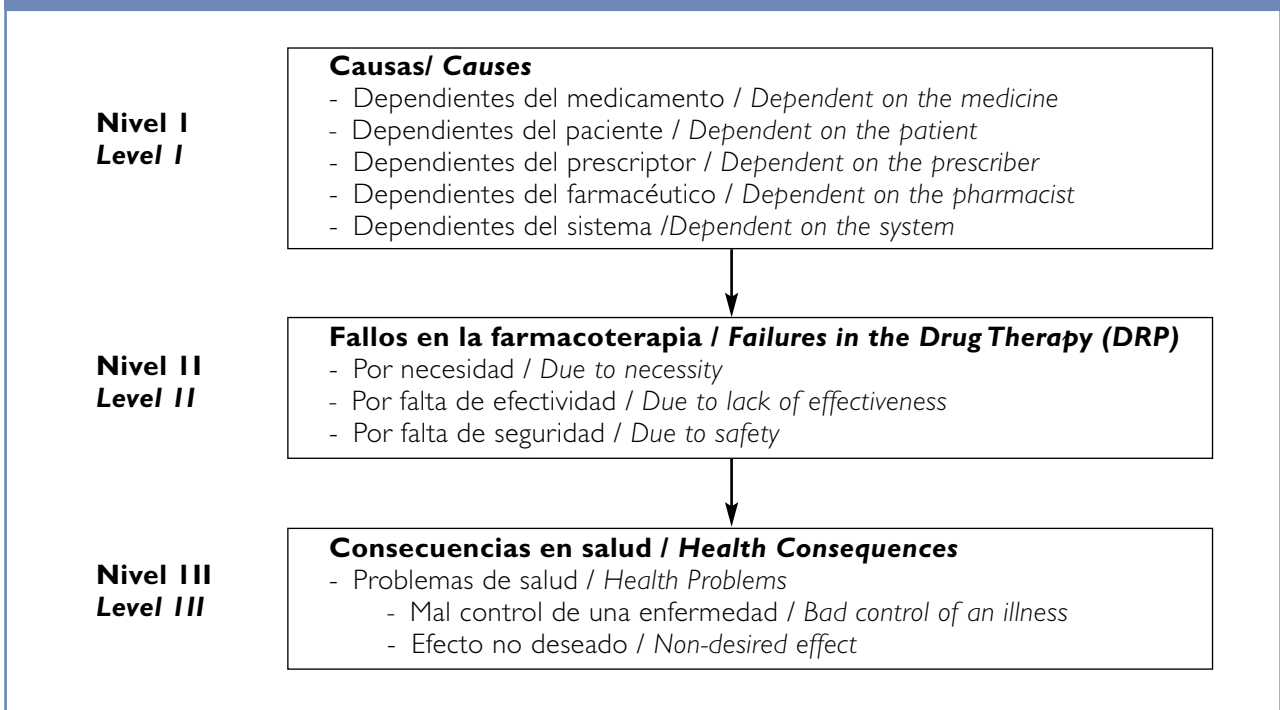 Nivel I
Level I
Causas/ Causes
- Dependientes del medicamento / Dependent on the medicine
- Dependientes del paciente / Dependent on the patient
- Dependientes del prescriptor / Dependent on the prescriber
- Dependientes del farmacéutico / Dependent on the pharmacist
- Dependientes del sistema /Dependent on the system
Nivel 1I
Level 1I
Fallos en la farmacoterapia / Failures in the Drug Therapy (DRP)
- Por necesidad / Due to necessity
- Por falta de efectividad / Due to lack of effectiveness
- Por falta de seguridad / Due to safety
Nivel 1II
Level 1II
Consecuencias en salud / Health Consequences
- Problemas de salud / Health Problems
- Mal control de una enfermedad / Bad control of an illness
- Efecto no deseado / Non-desired effect